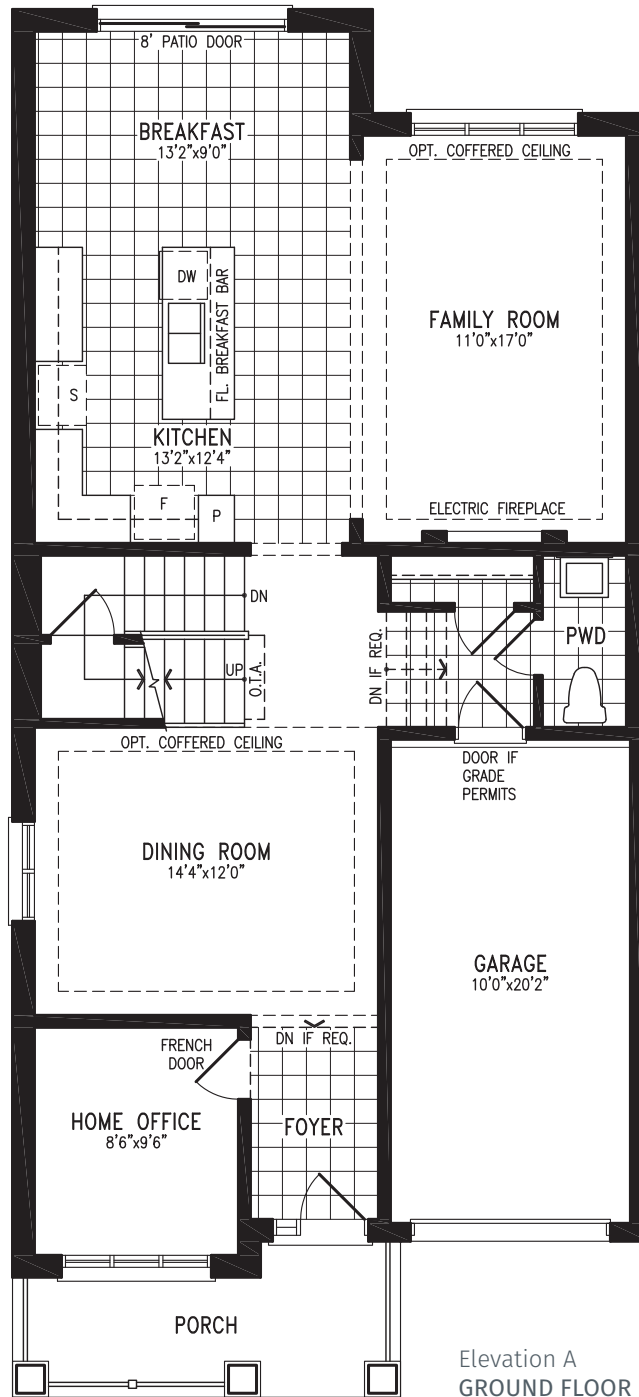 8' PATIO DOOR
BREAKFAST
13'2"x9'0"
OPT. COFFERED CEILING
DW
FL. BREAKFAST BAR
FAMILY ROOM
11'0"x17'0"
S
KITCHEN
13'2"x12'4"
F
P
ELECTRIC FIREPLACE
DN
UP
O.T.A.
DN IF REQ.
PWD
OPT. COFFERED CEILING
DOOR IF
GRADE
PERMITS
DINING ROOM
14'4"x12'0"
GARAGE
10'0"x20'2"
FRENCH
DOOR
DN IF REQ.
HOME OFFICE
8'6"x9'6"
FOYER
PORCH
Elevation A
GROUND FLOOR